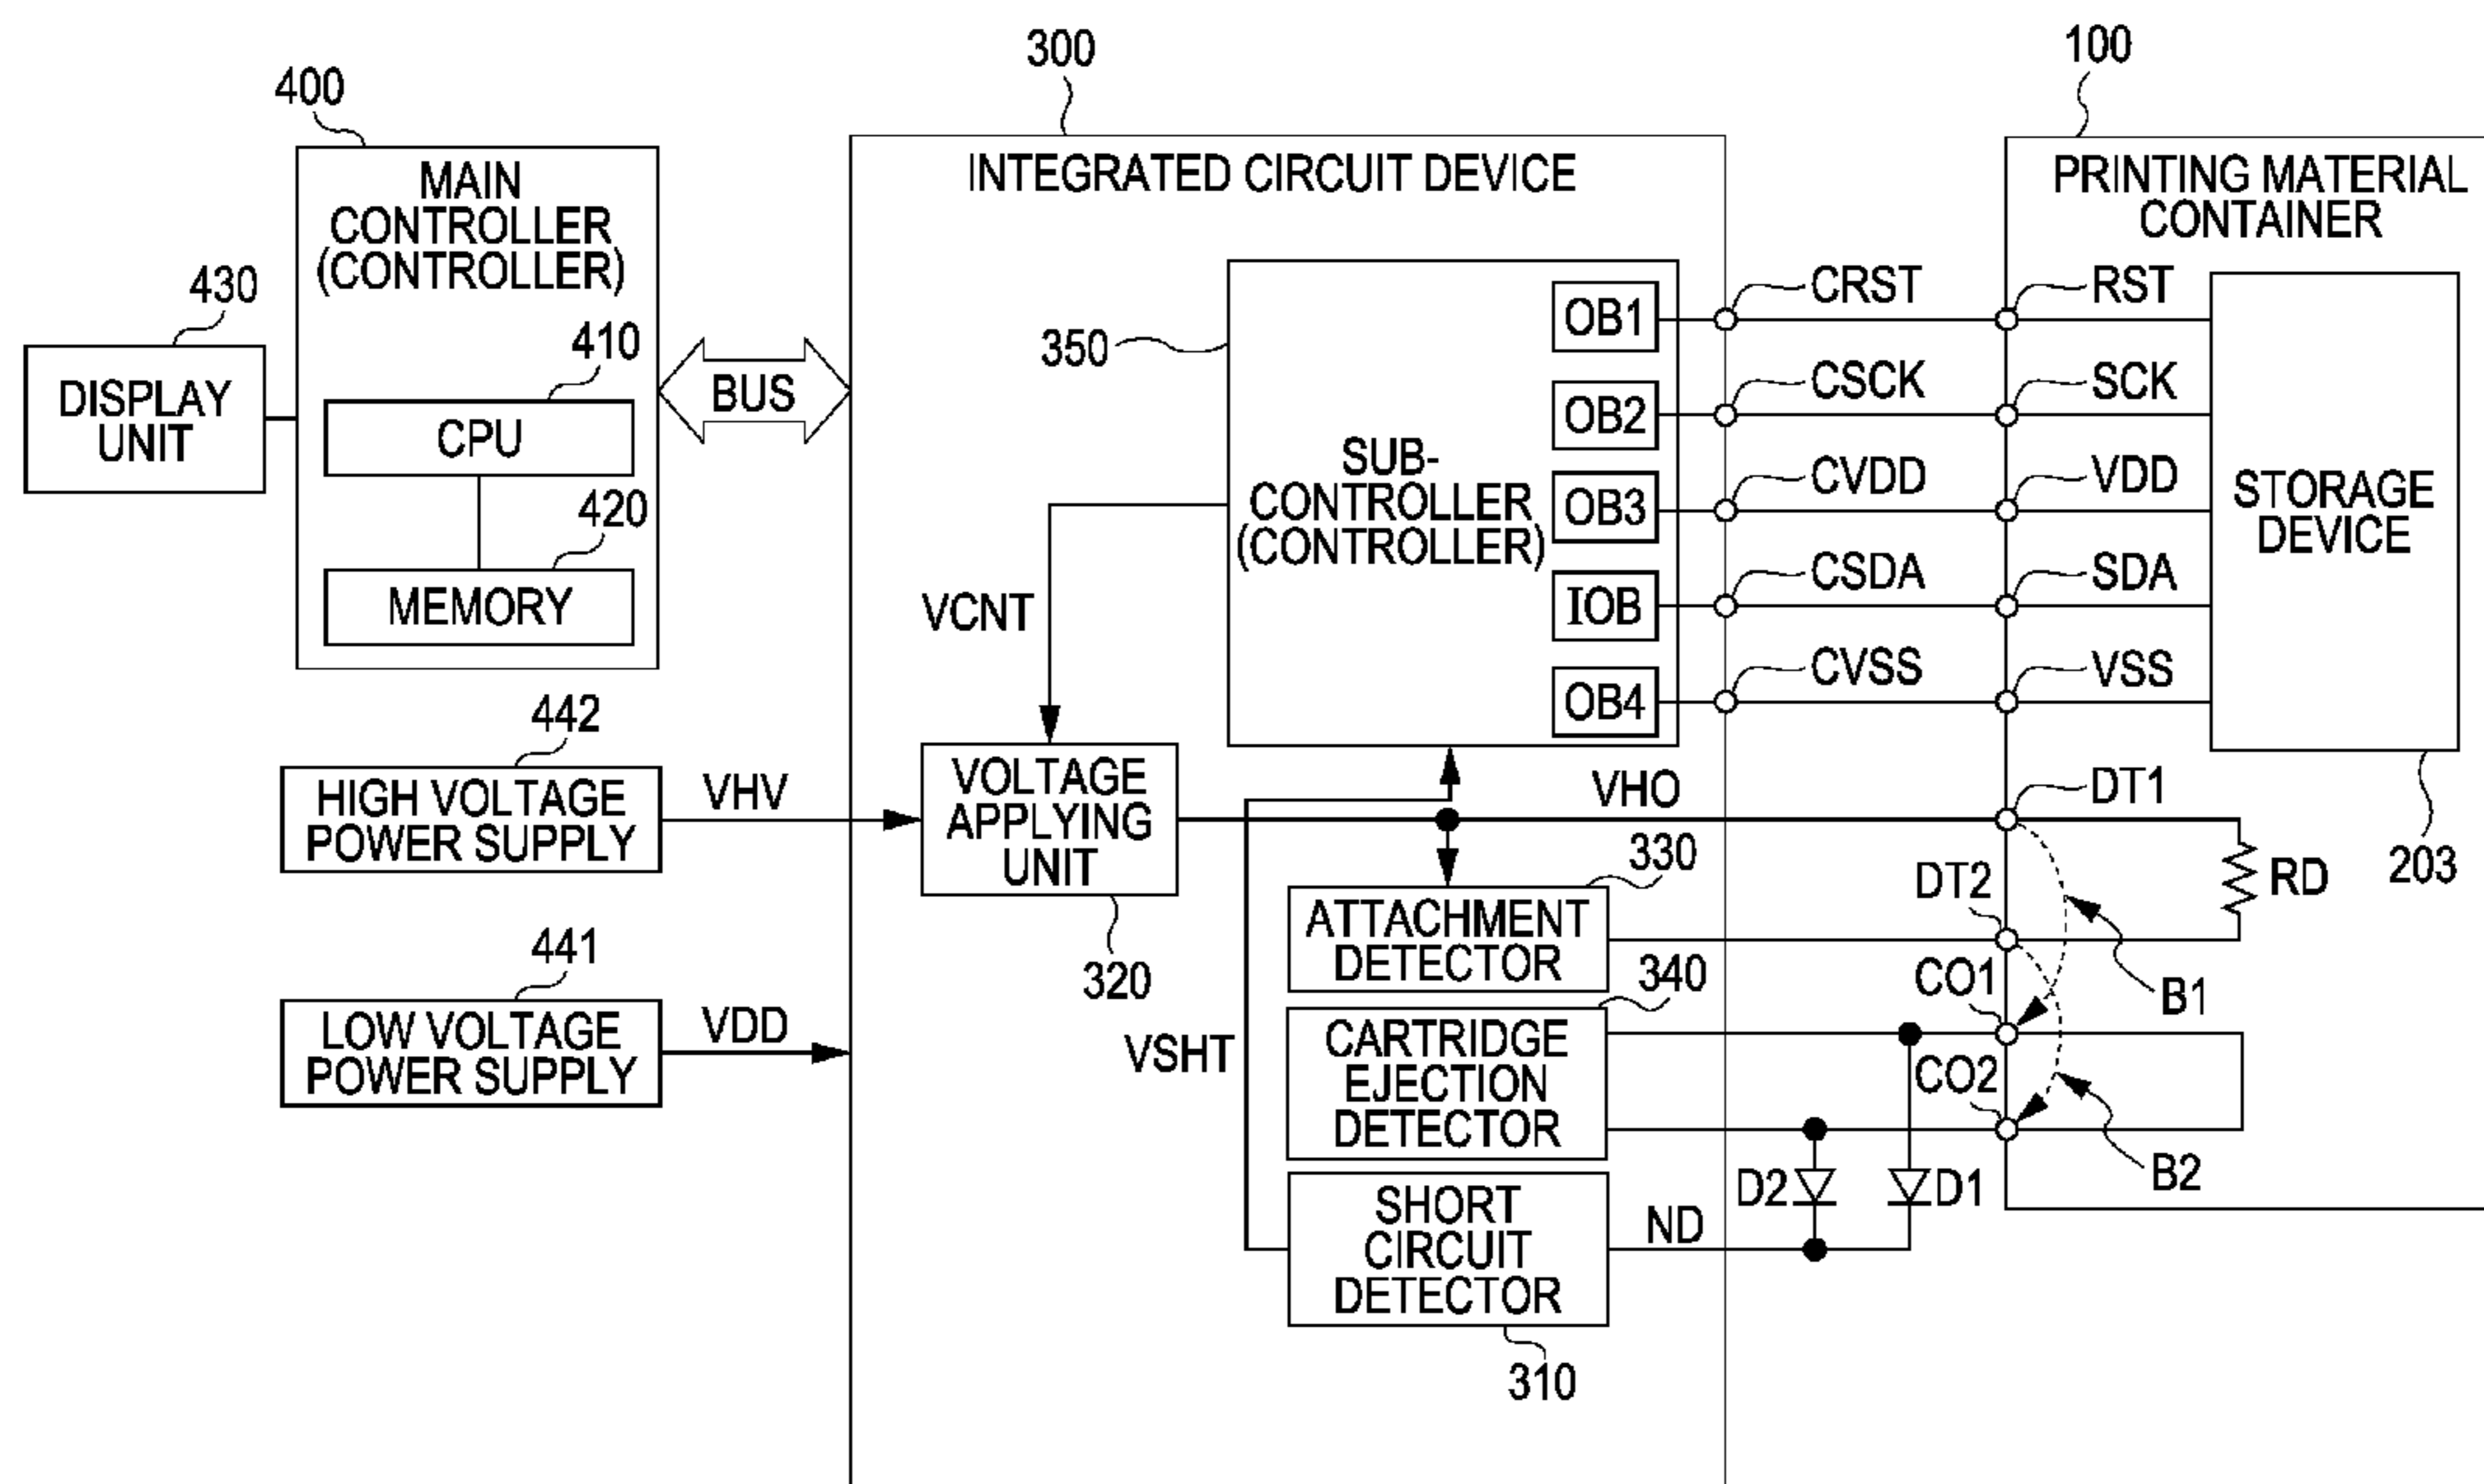 300
100
400
MAIN
CONTROLLER
(CONTROLLER)
430
DISPLAY
UNIT
410
CPU
420
MEMORY
BUS
INTEGRATED CIRCUIT DEVICE
PRINTING MATERIAL
CONTAINER
350
SUB-
CONTROLLER
(CONTROLLER)
OB1
OB2
OB3
IOB
OB4
CRST
CSCK
CVDD
CSDA
CVSS
RST
SCK
VDD
SDA
VSS
STORAGE
DEVICE
203
VCNT
442
HIGH VOLTAGE
POWER SUPPLY
VHV
VOLTAGE
APPLYING
UNIT
320
VHO
DT1
330
ATTACHMENT
DETECTOR
DT2
RD
441
LOW VOLTAGE
POWER SUPPLY
VDD
VSHT
340
CARTRIDGE
EJECTION
DETECTOR
CO1
B1
CO2
B2
D2
D1
SHORT
CIRCUIT
DETECTOR
ND
310